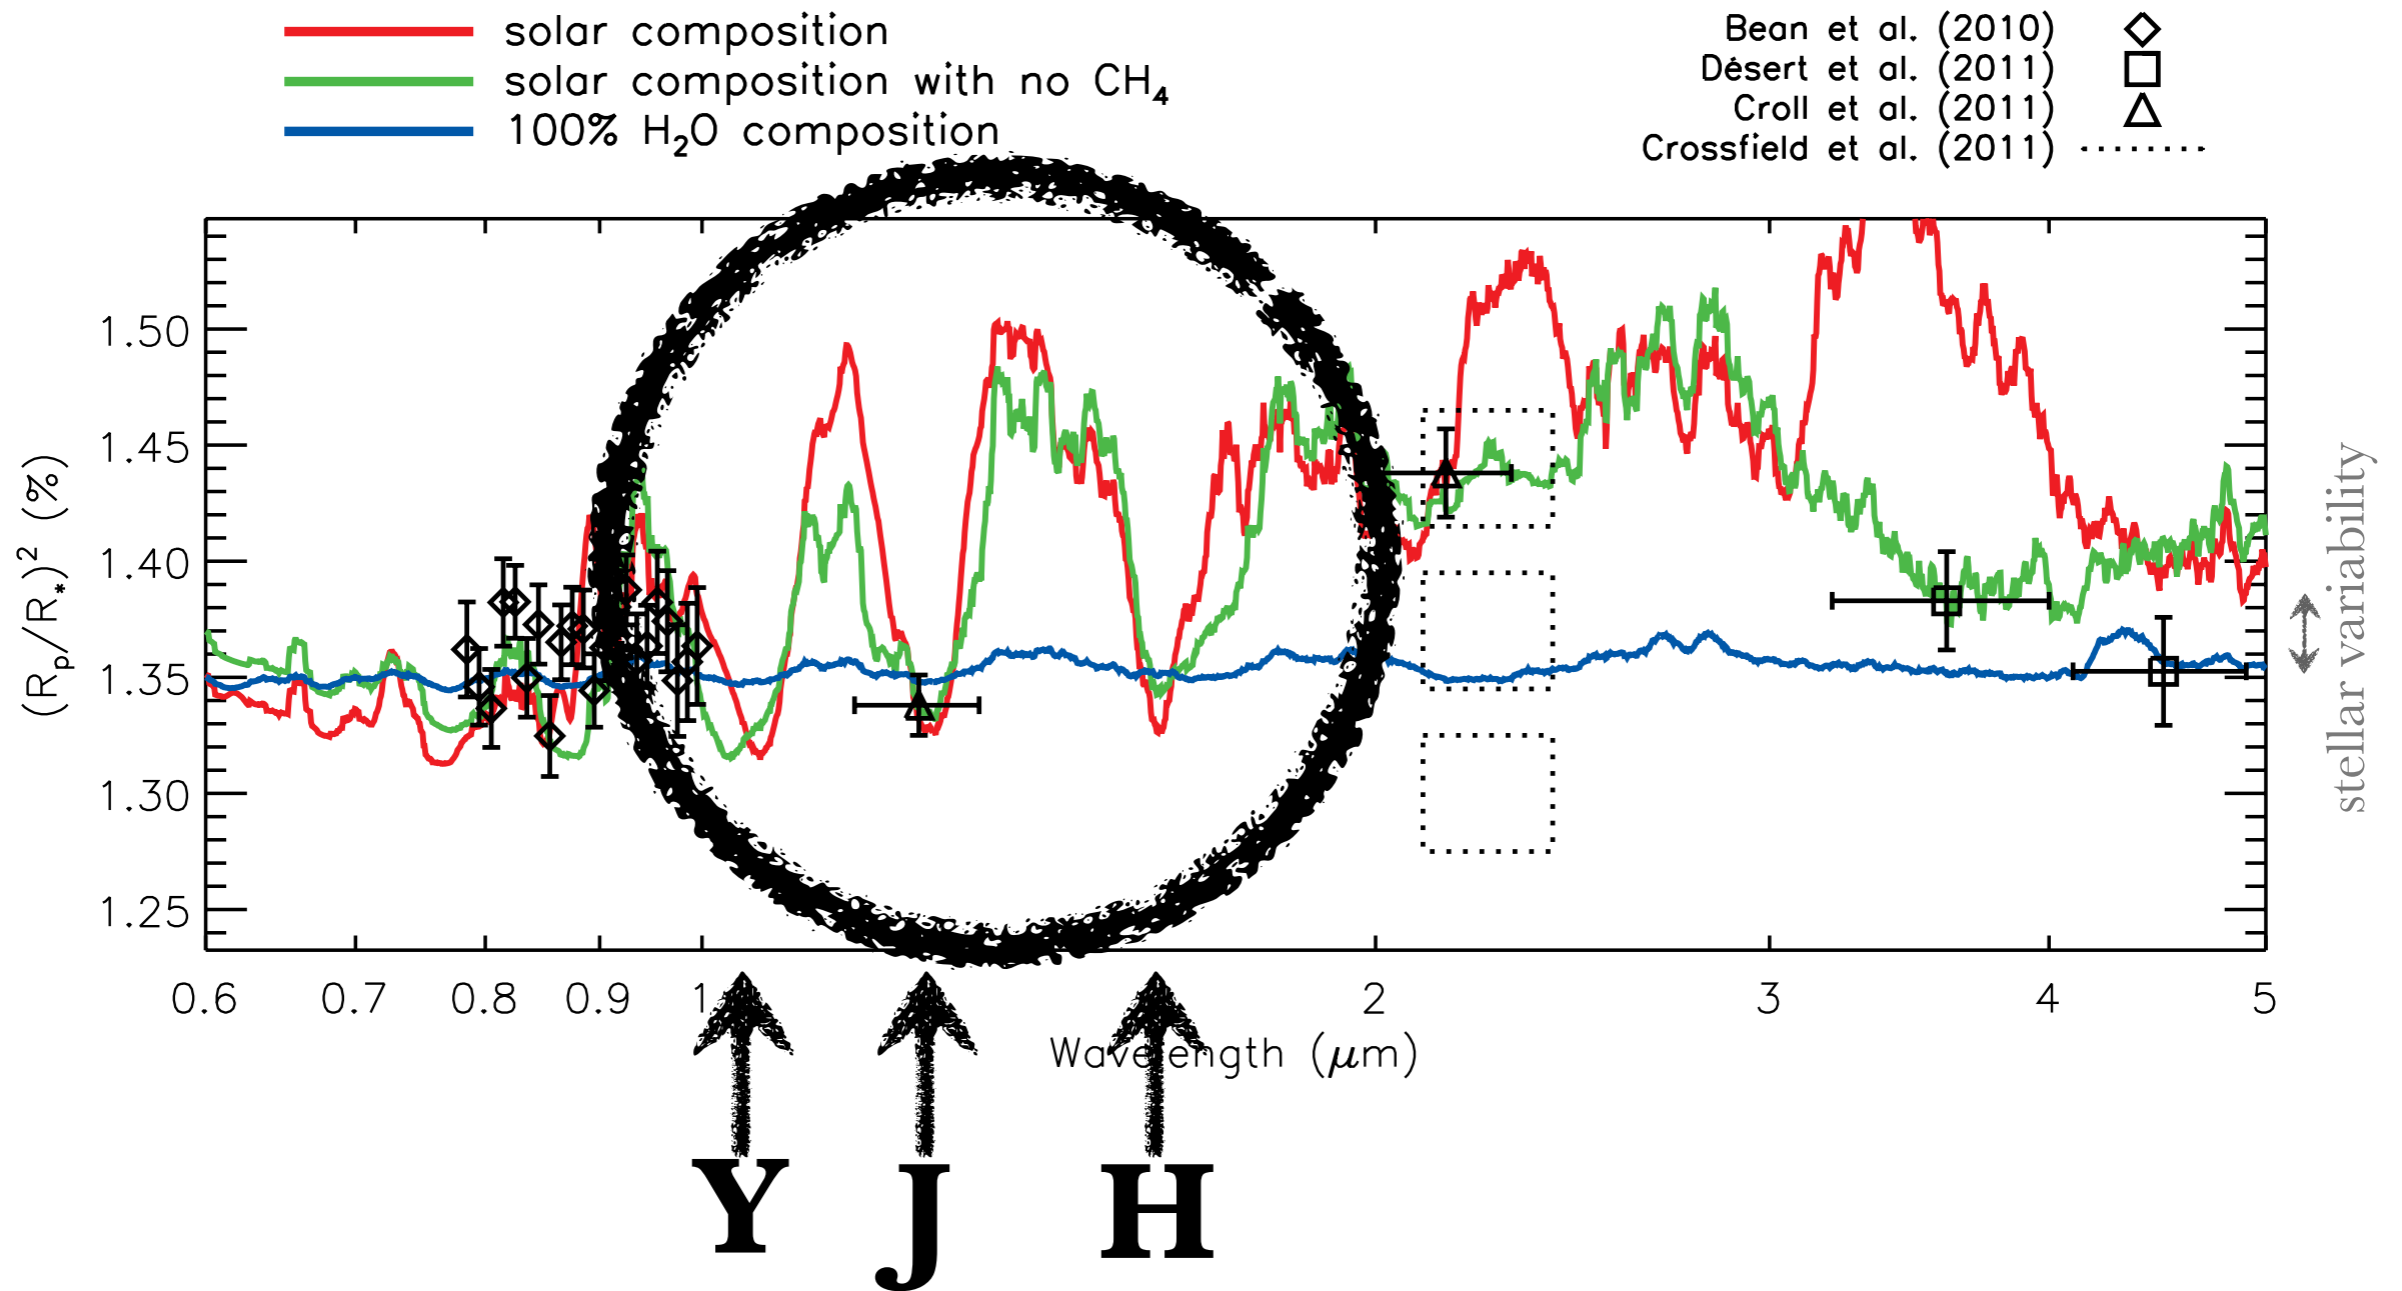 solar composition
solar composition with no CH₄
100% H₂O composition
Bean et al. (2010)
Désert et al. (2011)
Croll et al. (2011)
Crossfield et al. (2011)
(Rₚ/R⁎)² (%)
1.50
1.45
1.40
1.35
1.30
1.25
stellar variability
0.6 0.7 0.8 0.9 1 2 3 4 5
Wavelength (μm)
Y J H